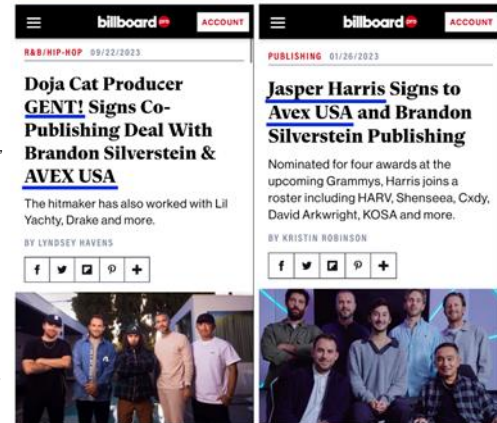 billboard pro
ACCOUNT
R&B/HIP-HOP 09/22/2023
Doja Cat Producer
GENT! Signs Co-
Publishing Deal With
Brandon Silverstein &
AVEX USA
The hitmaker has also worked with Lil
Yachty, Drake and more.
BY LYNDSEY HAVENS
billboard pro
ACCOUNT
PUBLISHING 01/26/2023
Jasper Harris Signs to
Avex USA and Brandon
Silverstein Publishing
Nominated for four awards at the
upcoming Grammys, Harris joins a
roster including HARV, Shenseea, Cxdy,
David Arkwright, KOSA and more.
BY KRISTIN ROBINSON